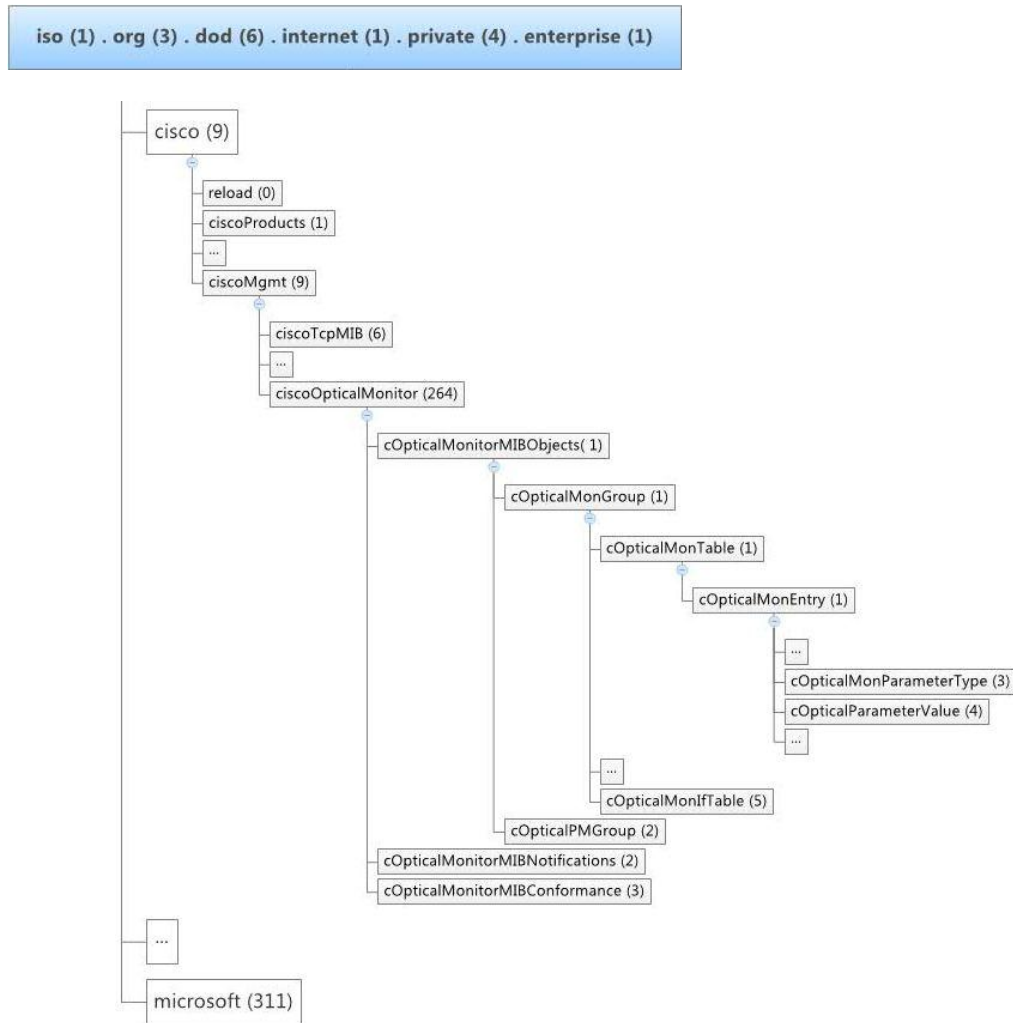 iso (1) . org (3) . dod (6) . internet (1) . private (4) . enterprise (1)
cisco (9)
reload (0)
ciscoProducts (1)
...
ciscoMgmt (9)
ciscoTcpMIB (6)
...
ciscoOpticalMonitor (264)
cOpticalMonitorMIBObjects( 1)
cOpticalMonGroup (1)
cOpticalMonTable (1)
cOpticalMonEntry (1)
...
cOpticalMonParameterType (3)
cOpticalParameterValue (4)
...
...
cOpticalMonIfTable (5)
cOpticalPMGroup (2)
cOpticalMonitorMIBNotifications (2)
cOpticalMonitorMIBConformance (3)
...
microsoft (311)